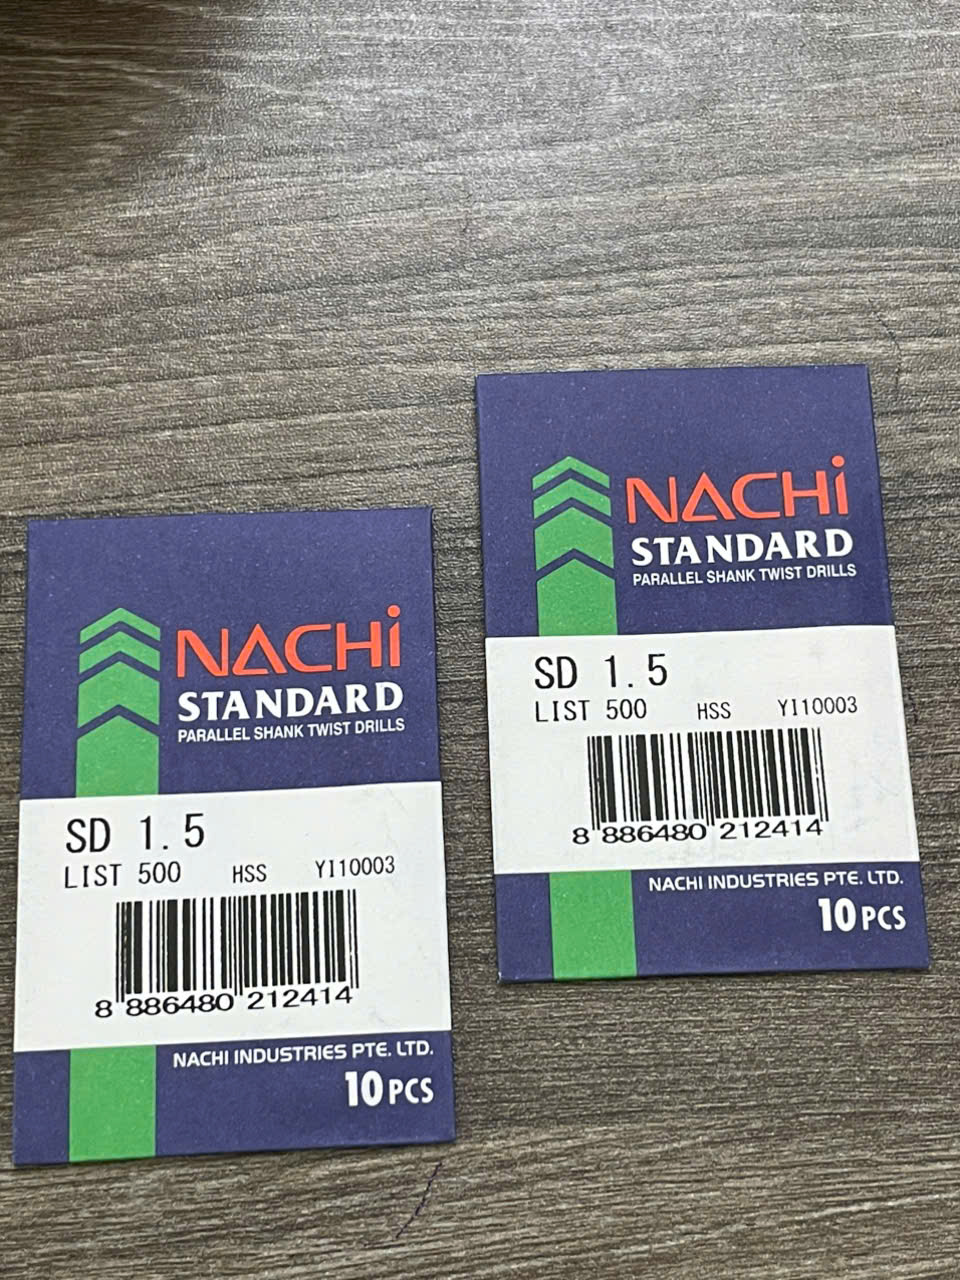 NACHi
STANDARD
PARALLEL SHANK TWIST DRILLS
SD 1.5
LIST 500 HSS YI10003
8 886480 212414
NACHI INDUSTRIES PTE. LTD.
10 PCS
NACHi
STANDARD
PARALLEL SHANK TWIST DRILLS
SD 1.5
LIST 500 HSS YI10003
8 886480 212414
NACHI INDUSTRIES PTE. LTD.
10 PCS